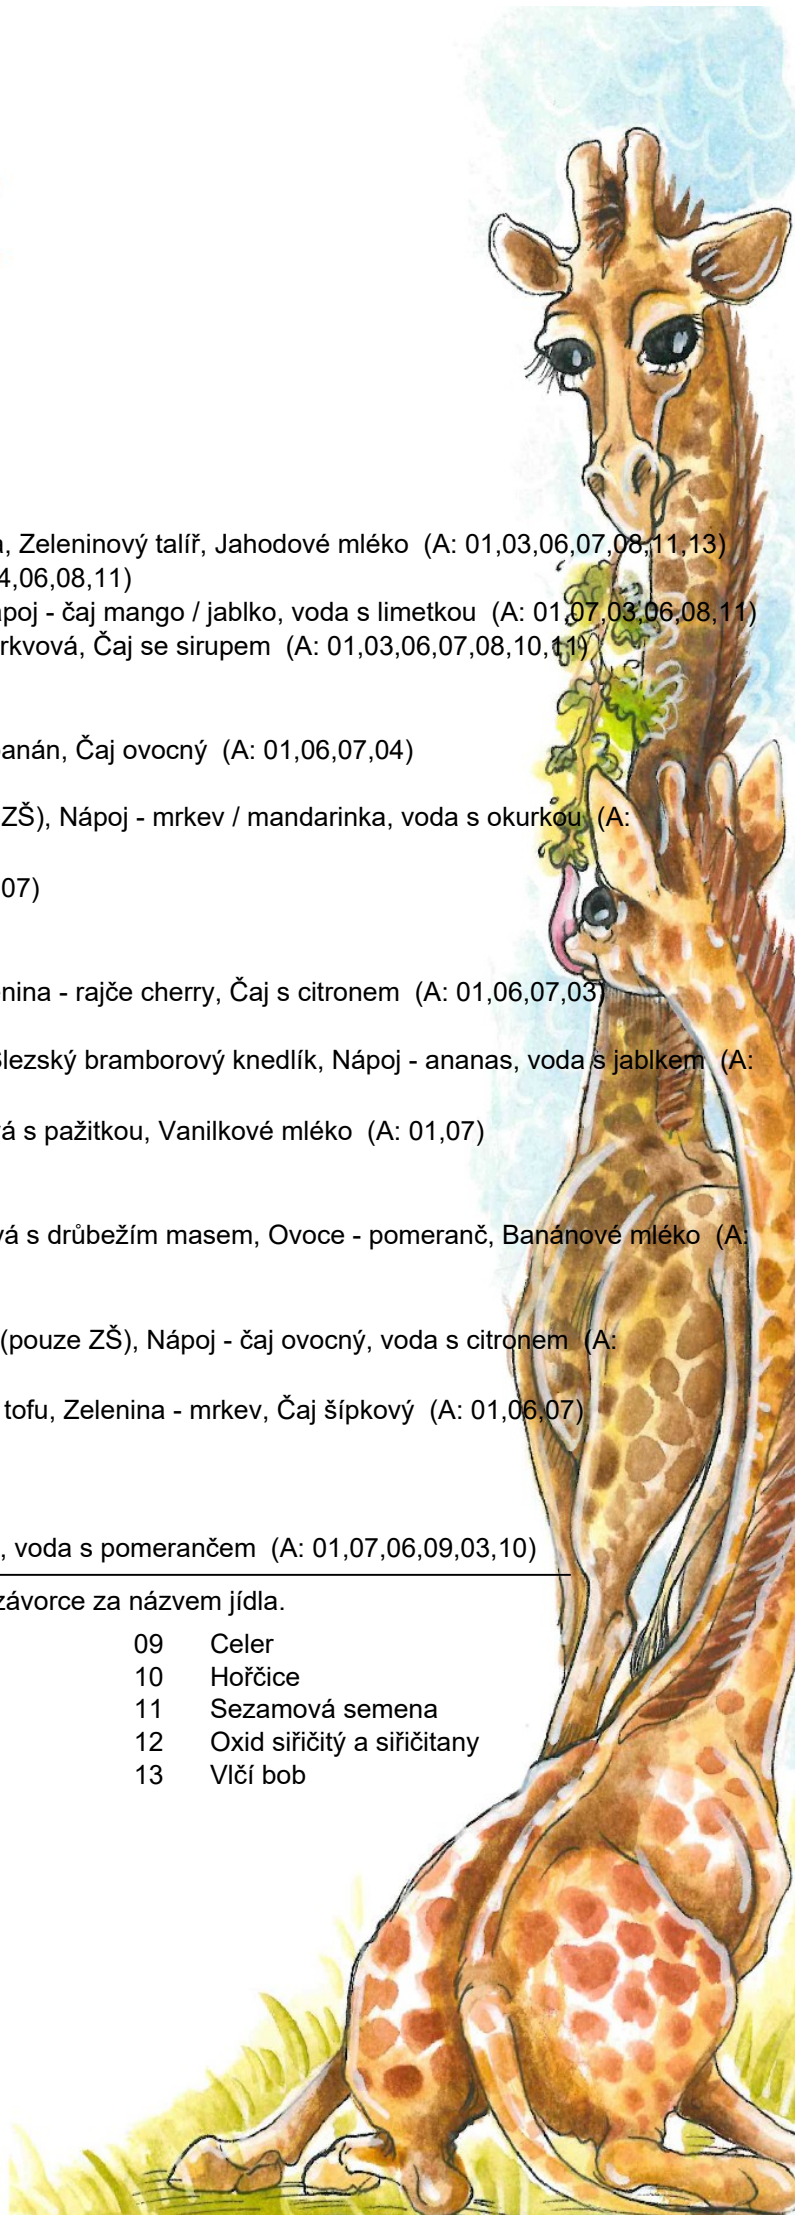 , Zeleninový talíř, Jahodové mléko (A: 01,03,06,07,08,11,13)
4,06,08,11)
poj - čaj mango / jablko, voda s limetkou (A: 01,07,03,06,08,11)
rkvová, Čaj se sirupem (A: 01,03,06,07,08,10,11)
banán, Čaj ovocný (A: 01,06,07,04)
ZŠ), Nápoj - mrkev / mandarinka, voda s okurkou (A:
07)
nina - rajče cherry, Čaj s citronem (A: 01,06,07,03)
Slezský bramborový knedlík, Nápoj - ananas, voda s jablkem (A:
vá s pažitkou, Vanilkové mléko (A: 01,07)
vá s drůbežím masem, Ovoce - pomeranč, Banánové mléko (A:
(pouze ZŠ), Nápoj - čaj ovocný, voda s citronem (A:
tofu, Zelenina - mrkev, Čaj šípkový (A: 01,06,07)
, voda s pomerančem (A: 01,07,06,09,03,10)
závorce za názvem jídla.
09 Celer
10 Hořčice
11 Sezamová semena
12 Oxid siřičitý a siřičitany
13 Vlčí bob